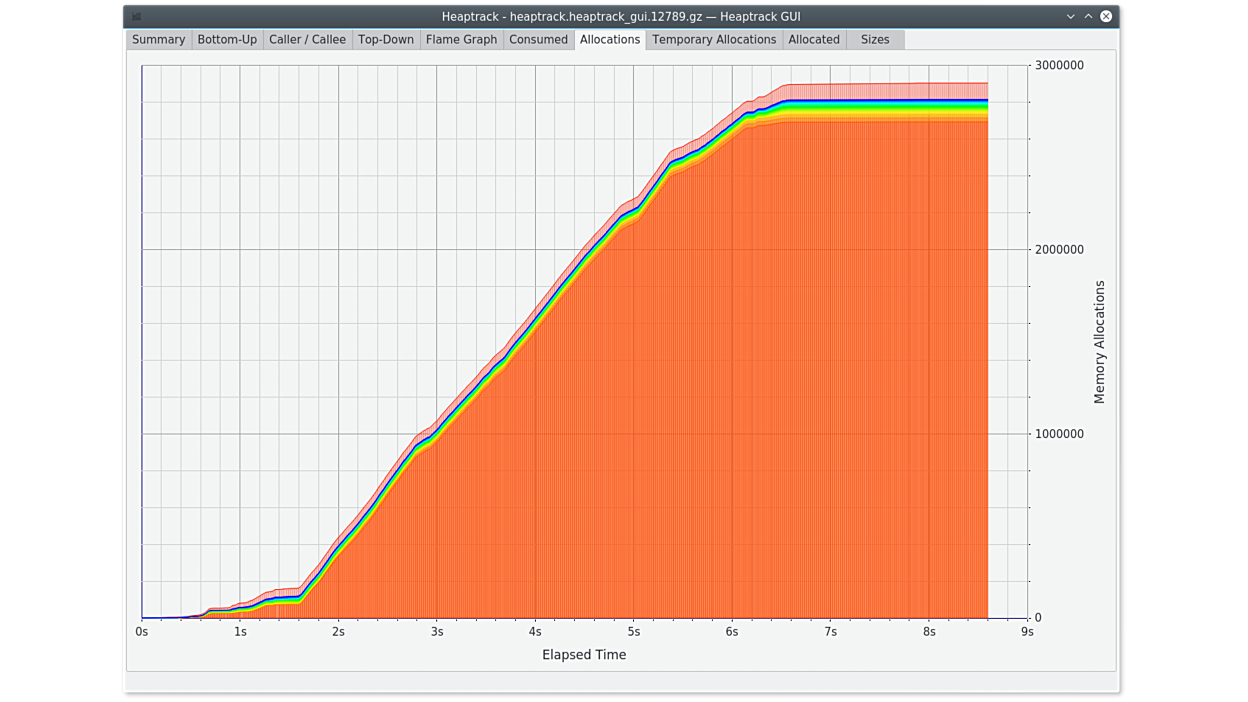 Heaptrack - heaptrack.heaptrack_gui.12789.gz — Heaptrack GUI
Summary Bottom-Up Caller / Callee Top-Down Flame Graph Consumed Allocations Temporary Allocations Allocated Sizes
3000000
2000000
1000000
0
Memory Allocations
0s 1s 2s 3s 4s 5s 6s 7s 8s 9s
Elapsed Time